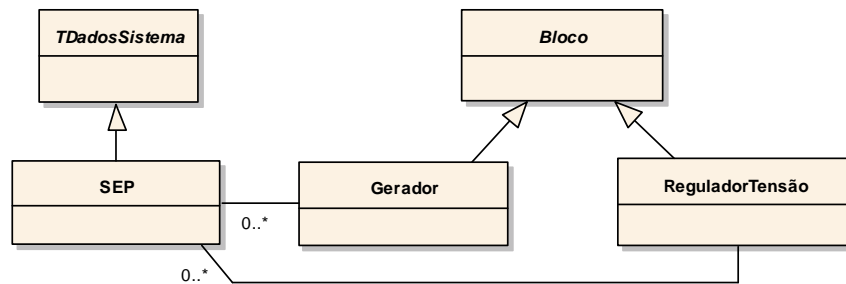 TDadosSistema
Bloco
SEP
Gerador
ReguladorTensão
0..*
0..*